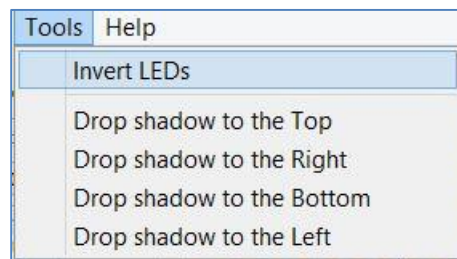 Tools Help
Invert LEDs
Drop shadow to the Top
Drop shadow to the Right
Drop shadow to the Bottom
Drop shadow to the Left